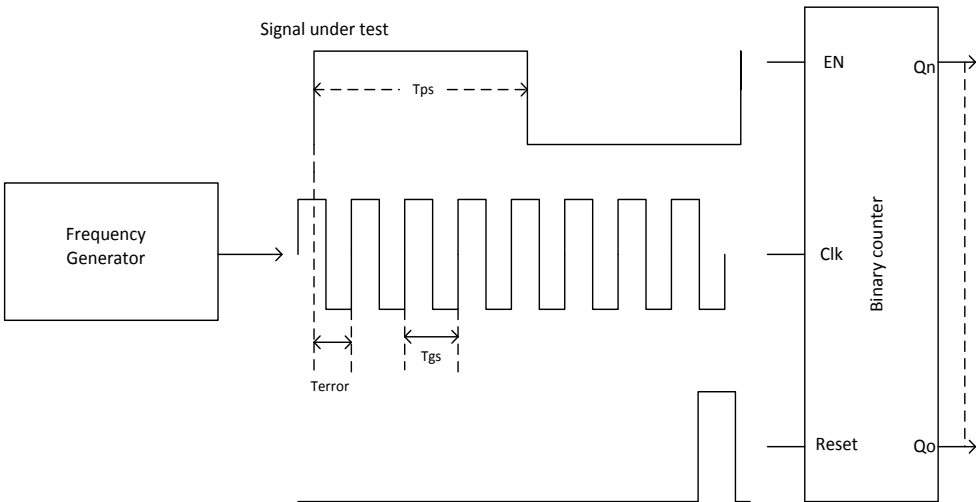 Signal under test
EN
Qn
Tps
Frequency
Generator
Clk
Binary counter
Tgs
Terror
Reset
Qo